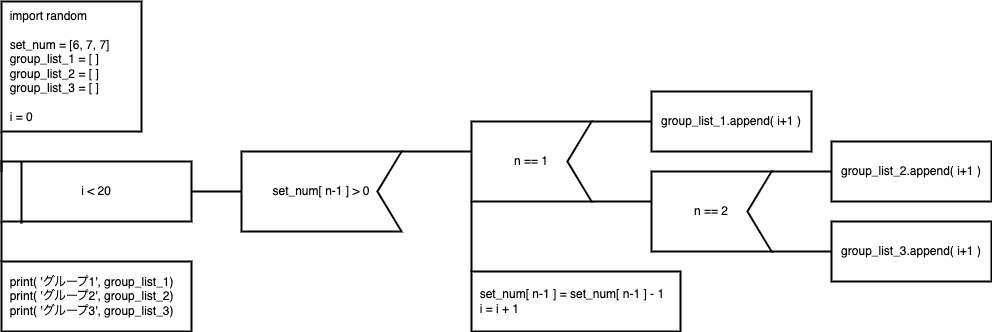 import random
set_num = [6, 7, 7]
group_list_1 = [ ]
group_list_2 = [ ]
group_list_3 = [ ]
i = 0
i < 20
set_num[ n-1 ] > 0
n == 1
group_list_1.append( i+1 )
n == 2
group_list_2.append( i+1 )
group_list_3.append( i+1 )
set_num[ n-1 ] = set_num[ n-1 ] - 1
i = i + 1
print( 'グループ1', group_list_1)
print( 'グループ2', group_list_2)
print( 'グループ3', group_list_3)